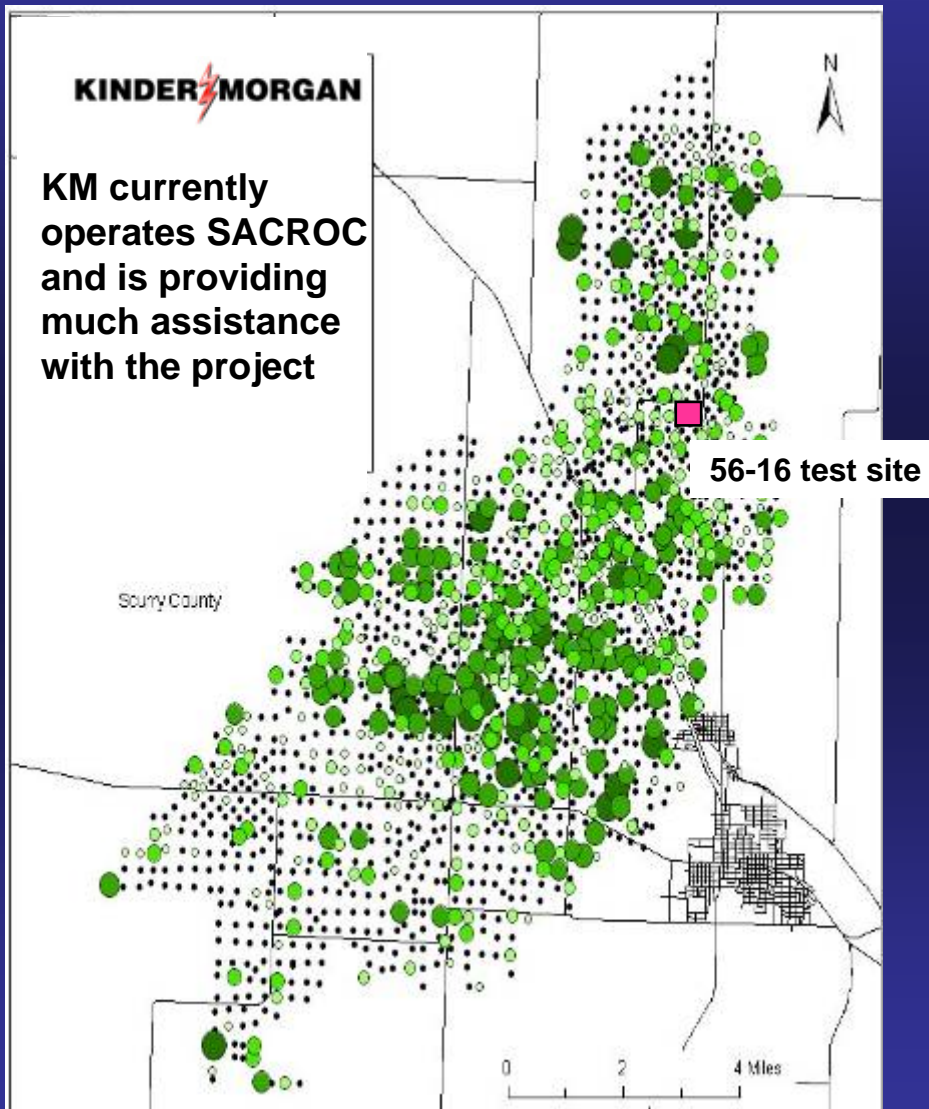 KINDER MORGAN
KM currently
operates SACROC
and is providing
much assistance
with the project
N
56-16 test site
Scurry County
0 2 4 Miles